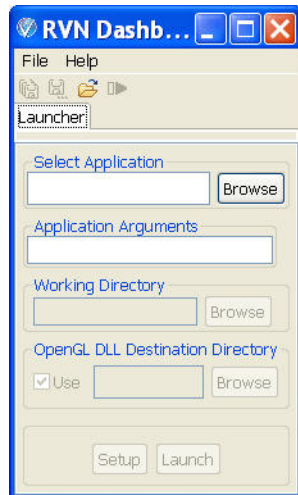 RVN Dashb...
File Help
Launcher
Select Application
Browse
Application Arguments
Working Directory
Browse
OpenGL DLL Destination Directory
Use Browse
Setup Launch